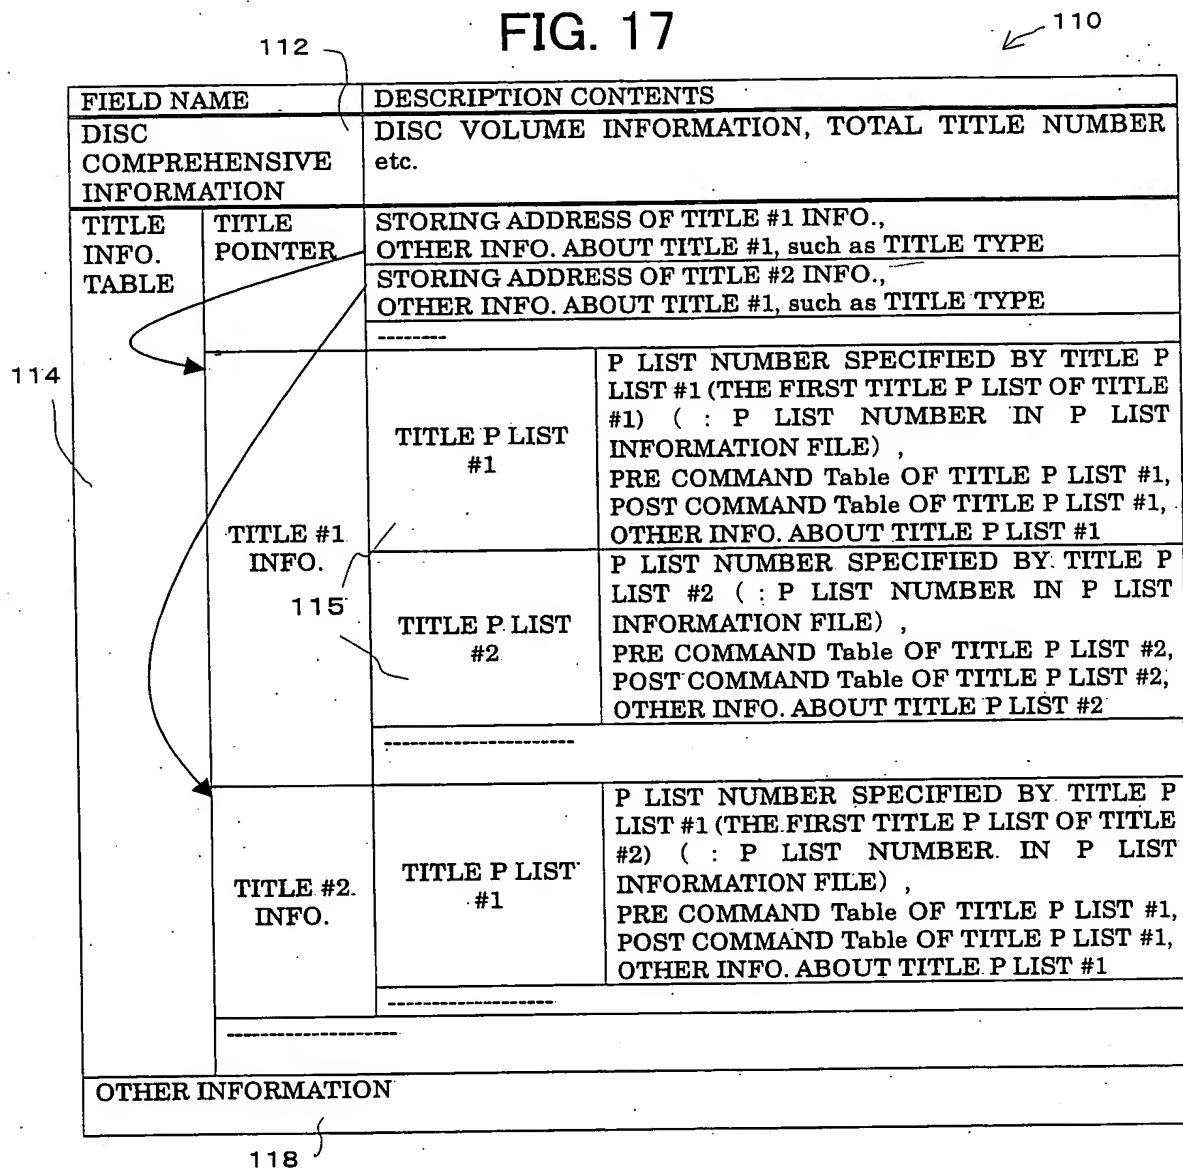 FIG. 17
110
112
FIELD NAME
DESCRIPTION CONTENTS
DISC
COMPREHENSIVE
INFORMATION
DISC VOLUME INFORMATION, TOTAL TITLE NUMBER
etc.
TITLE
INFO.
TABLE
TITLE
POINTER
STORING ADDRESS OF TITLE #1 INFO.,
OTHER INFO. ABOUT TITLE #1, such as TITLE TYPE
STORING ADDRESS OF TITLE #2 INFO.,
OTHER INFO. ABOUT TITLE #1, such as TITLE TYPE
--------
114
TITLE #1
INFO.
TITLE P LIST
#1
P LIST NUMBER SPECIFIED BY TITLE P
LIST #1 (THE FIRST TITLE P LIST OF TITLE
#1) ( : P LIST NUMBER IN P LIST
INFORMATION FILE) ,
PRE COMMAND Table OF TITLE P LIST #1,
POST COMMAND Table OF TITLE P LIST #1,
OTHER INFO. ABOUT TITLE P LIST #1
115
TITLE P LIST
#2
P LIST NUMBER SPECIFIED BY TITLE P
LIST #2 ( : P LIST NUMBER IN P LIST
INFORMATION FILE) ,
PRE COMMAND Table OF TITLE P LIST #2,
POST COMMAND Table OF TITLE P LIST #2,
OTHER INFO. ABOUT TITLE P LIST #2
----------------------
TITLE #2
INFO.
TITLE P LIST
#1
P LIST NUMBER SPECIFIED BY TITLE P
LIST #1 (THE FIRST TITLE P LIST OF TITLE
#2) ( : P LIST NUMBER IN P LIST
INFORMATION FILE) ,
PRE COMMAND Table OF TITLE P LIST #1,
POST COMMAND Table OF TITLE P LIST #1,
OTHER INFO. ABOUT TITLE P LIST #1
-------------------
-------------------
OTHER INFORMATION
118